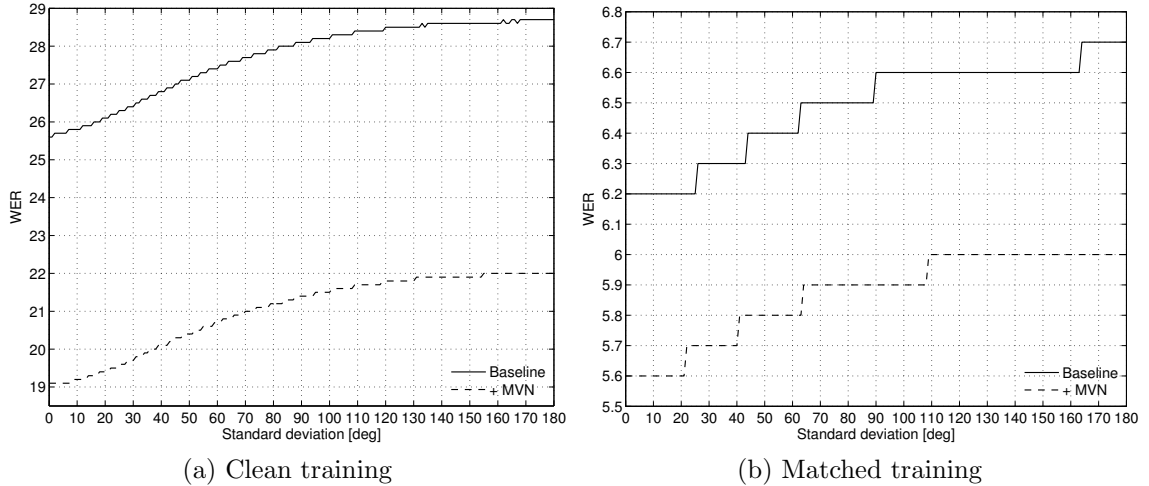 29
28
27
26
25
24
23
22
21
20
19
WER
0 10 20 30 40 50 60 70 80 90 100 110 120 130 140 150 160 170 180
Standard deviation [deg]
Baseline
+ MVN
(a) Clean training
6.8
6.7
6.6
6.5
6.4
6.3
6.2
6.1
6
5.9
5.8
5.7
5.6
5.5
WER
0 10 20 30 40 50 60 70 80 90 100 110 120 130 140 150 160 170 180
Standard deviation [deg]
Baseline
+ MVN
(b) Matched training